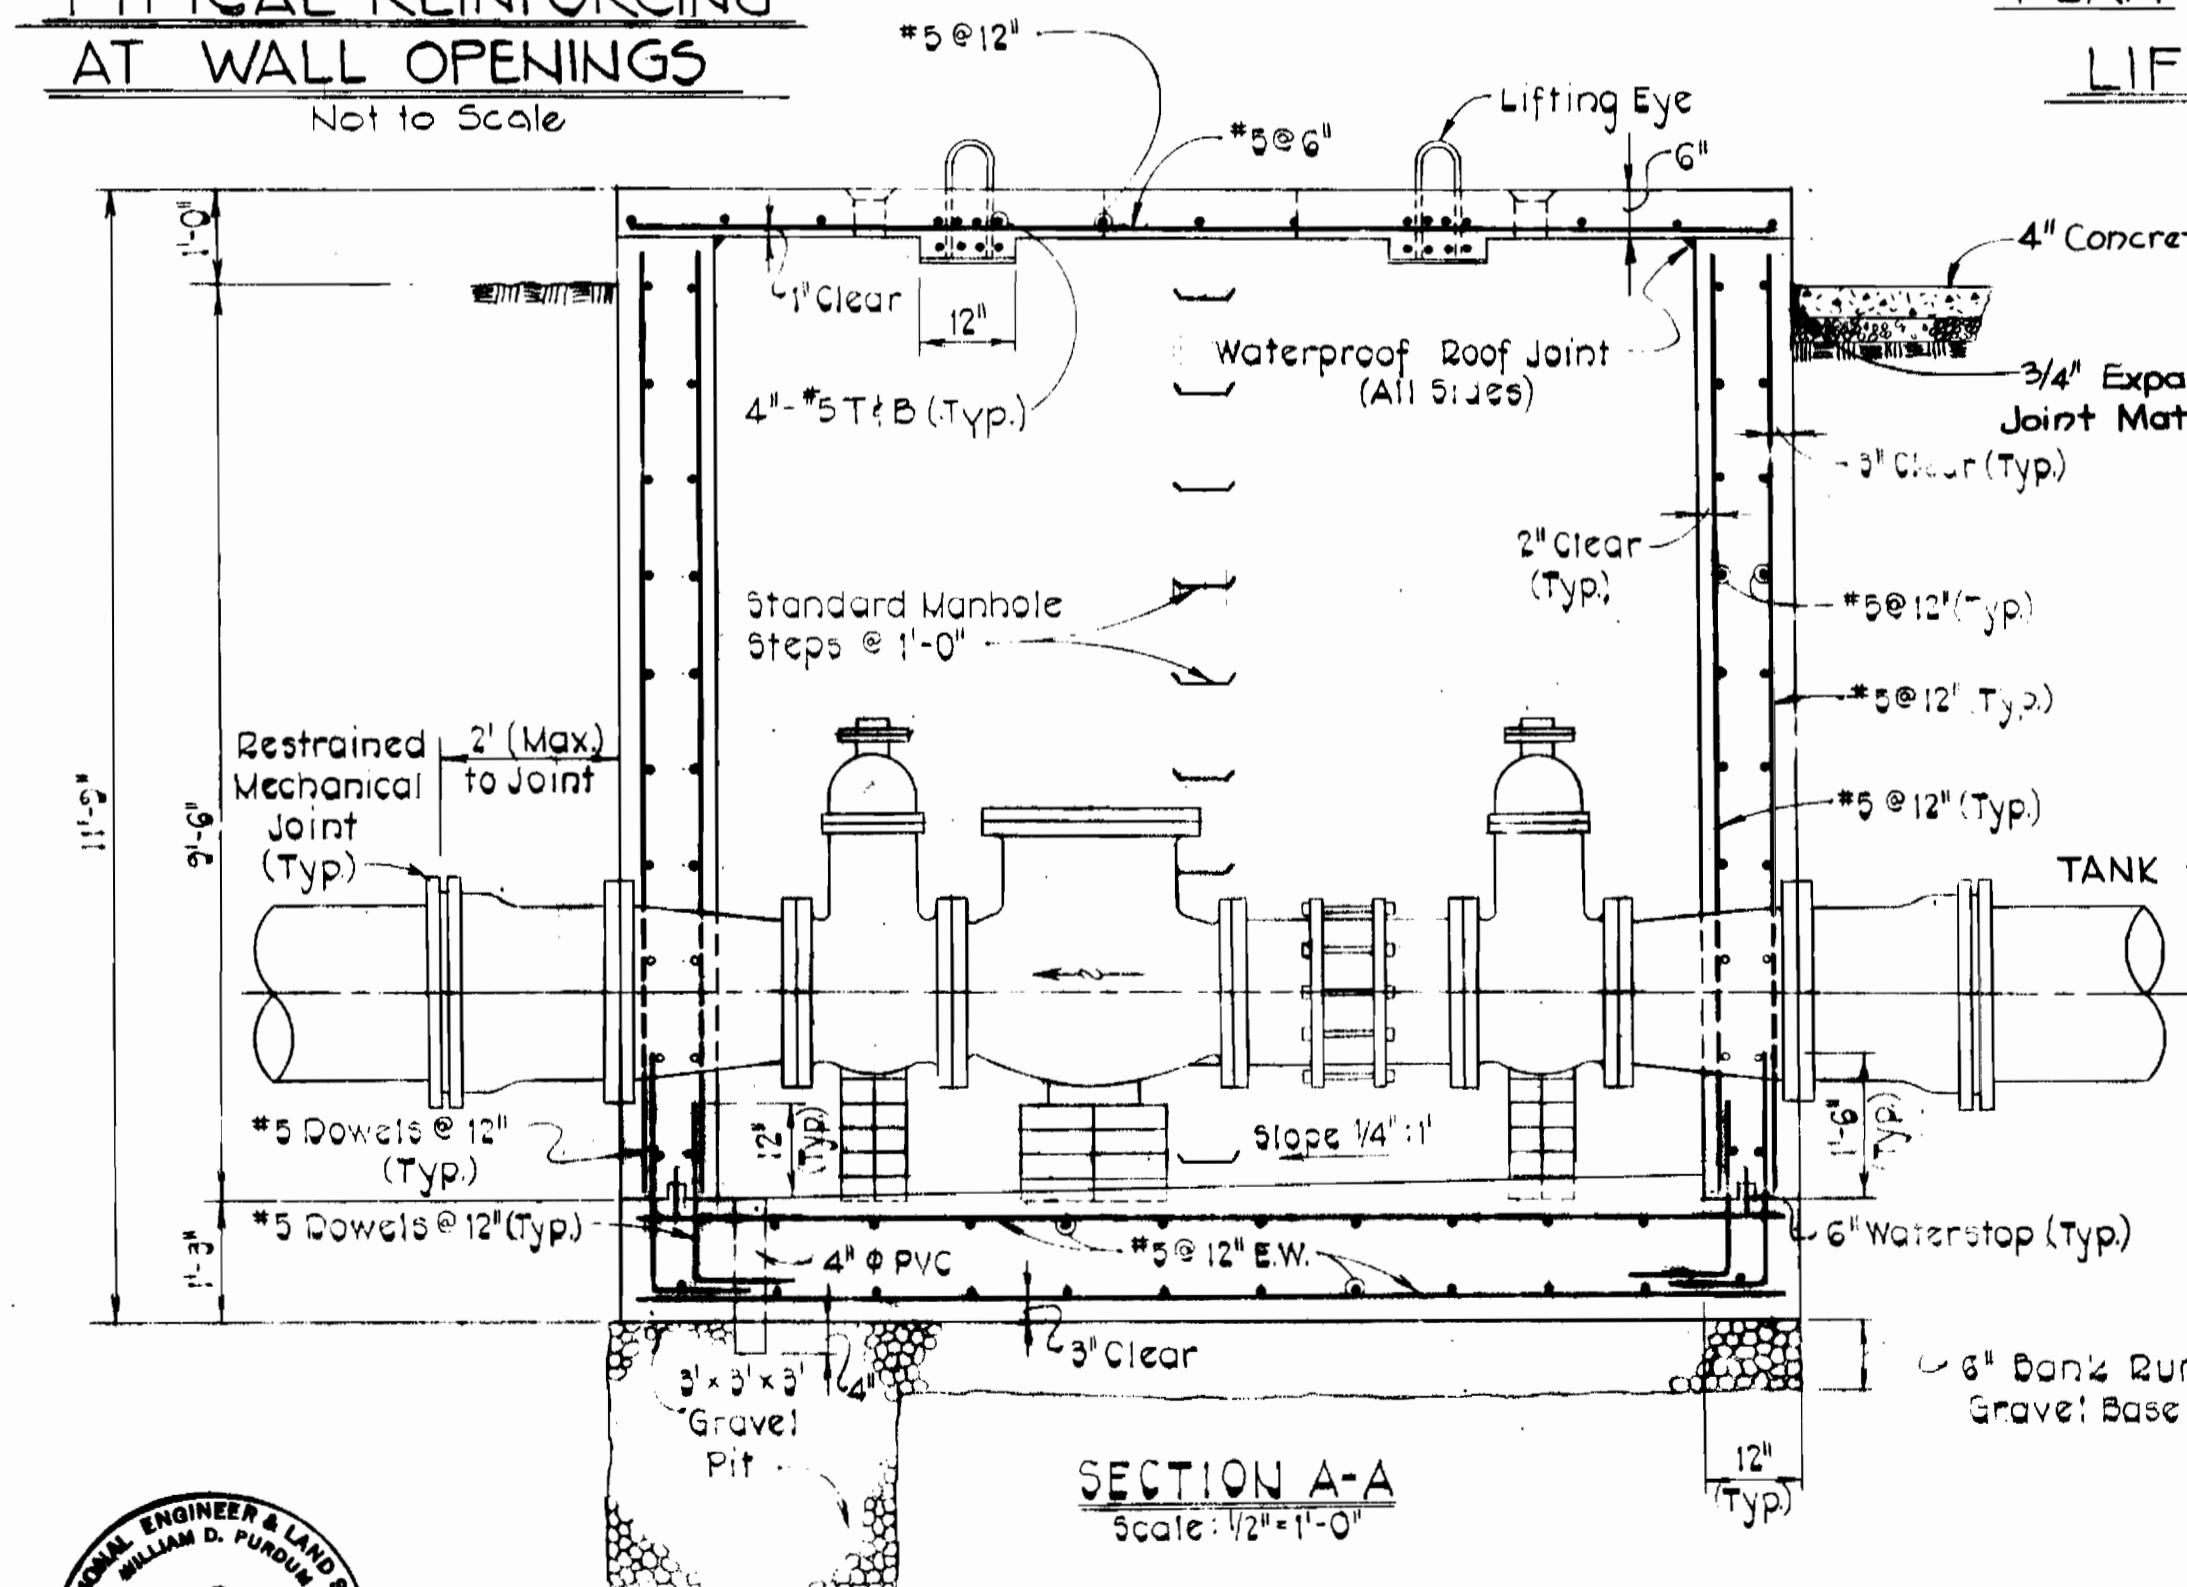 AT WALL OPENINGS
Not to Scale
LIF
#5 @ 12"
Lifting Eye
#5@6"
6"
1'-0"
4" Concre
1" Clear
12"
Waterproof Roof Joint
(All Sides)
3/4" Expa
Joint Mat
4"-#5 T&B (Typ.)
3" Clear (Typ.)
2" Clear
(Typ.)
Standard Manhole
Steps @ 1'-0"
#5@12" (Typ.)
#5@12" (Typ.)
#5@12" (Typ.)
Restrained
Mechanical
Joint
(Typ.)
2' (Max.)
to Joint
11'-9"
9'-6"
TANK
#5 Dowels @ 12"
(Typ.)
12"
(Typ.)
Slope 1/4" : 1'
1'-6"
(Typ.)
#5 Dowels @ 12" (Typ.)
4" Φ PVC
#5@12" E.W.
6" Waterstop (Typ.)
1'-3"
3" Clear
3' x 3' x 3'
Gravel
Pit
4"
6" Bank Run
Gravel Base
12"
(Typ.)
SECTION A-A
Scale: 1/2"=1'-0"
ENGINEER & LAND
WILLIAM D. PURDUM